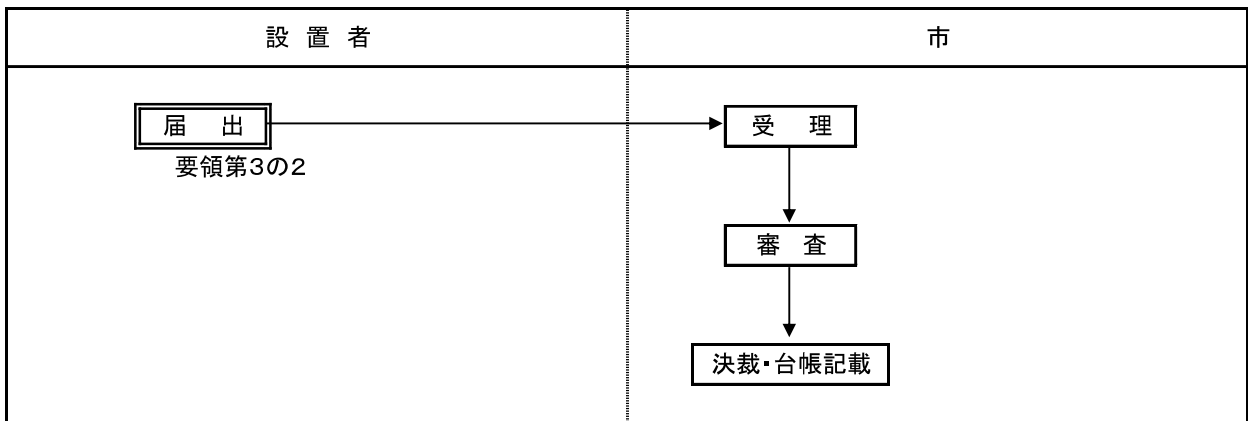 設置者
市
届出
受理
要領第3の2
審査
決裁・台帳記載